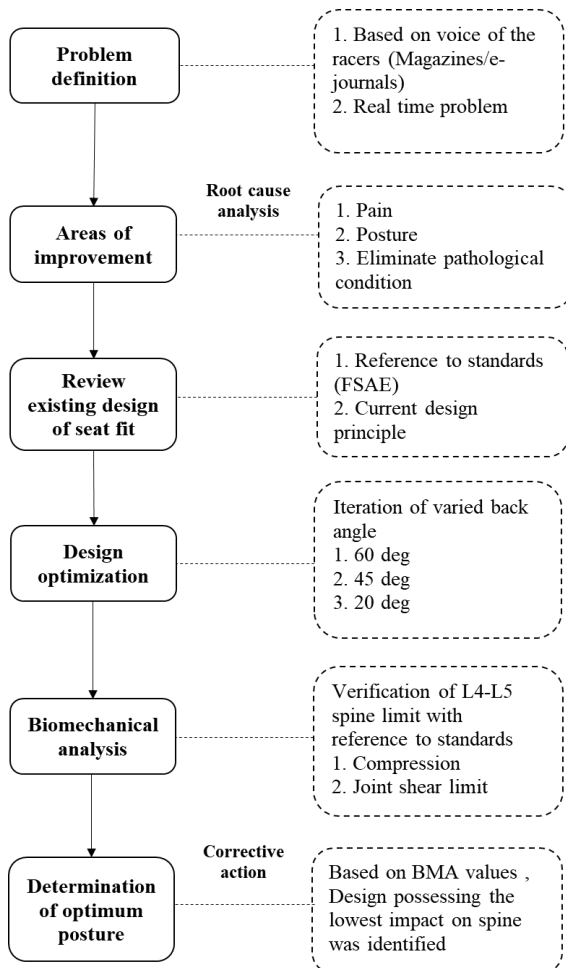 Problem
definition
1. Based on voice of the
racers (Magazines/e-
journals)
2. Real time problem
Root cause
analysis
Areas of
improvement
1. Pain
2. Posture
3. Eliminate pathological
condition
Review
existing design
of seat fit
1. Reference to standards
(FSAE)
2. Current design
principle
Design
optimization
Iteration of varied back
angle
1. 60 deg
2. 45 deg
3. 20 deg
Biomechanical
analysis
Verification of L4-L5
spine limit with
reference to standards
1. Compression
2. Joint shear limit
Corrective
action
Determination
of optimum
posture
Based on BMA values ,
Design possessing the
lowest impact on spine
was identified